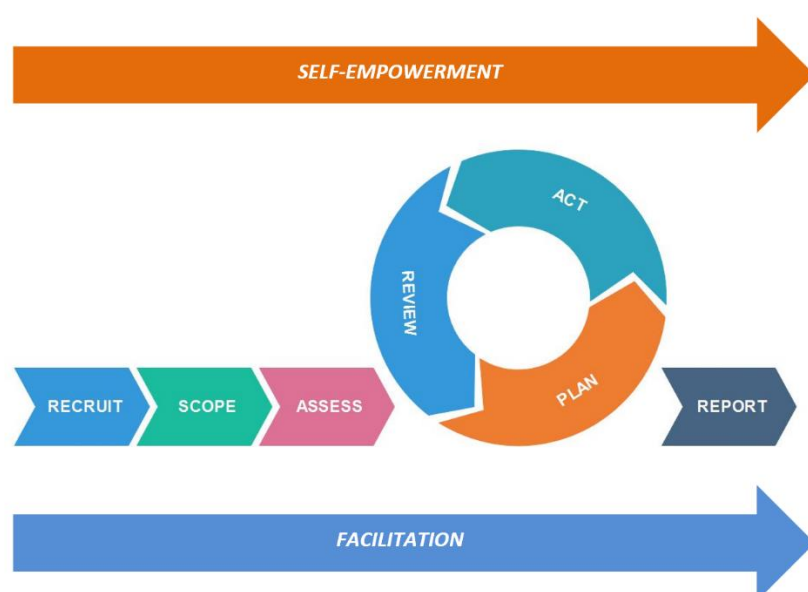 SELF-EMPOWERMENT
ACT
REVIEW
PLAN
RECRUIT
SCOPE
ASSESS
REPORT
FACILITATION